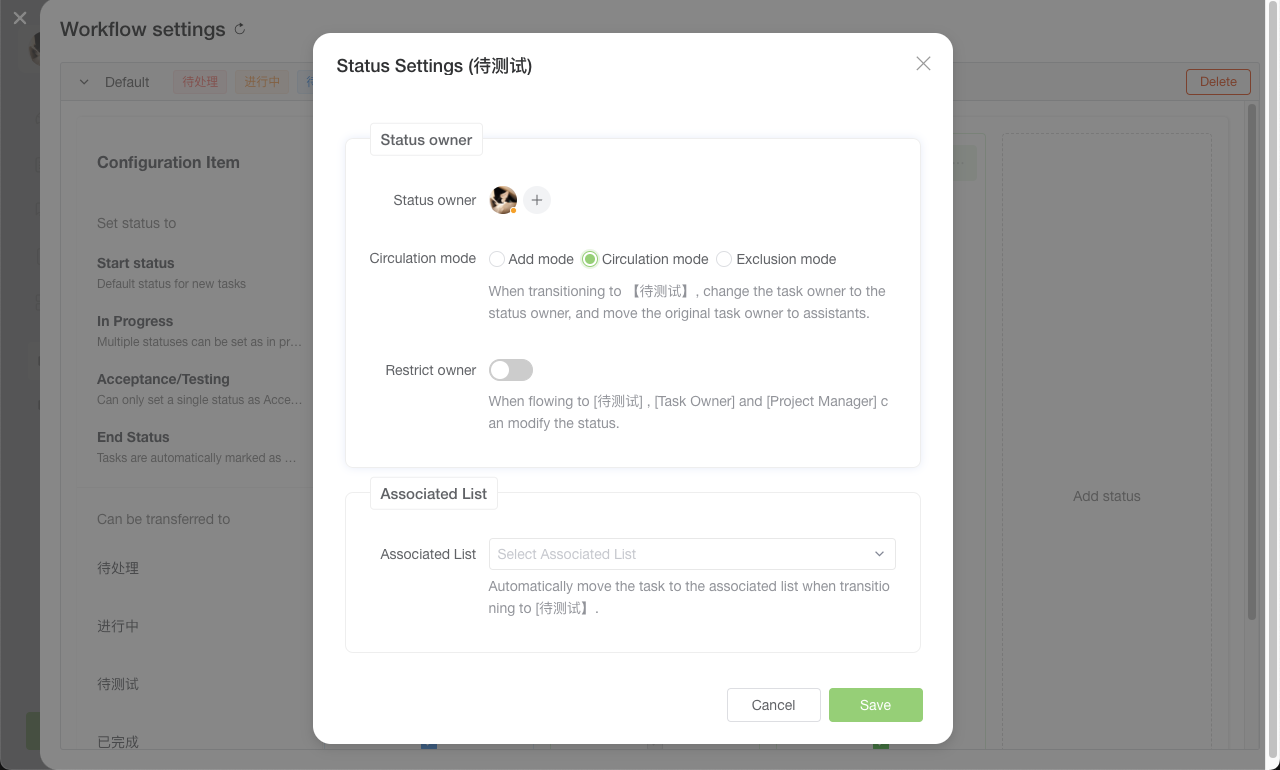 Workflow settings
Default
待处理
进行中
Delete
Configuration Item
Set status to
Start status
Default status for new tasks
In Progress
Multiple statuses can be set as in pr...
Acceptance/Testing
Can only set a single status as Acce...
End Status
Tasks are automatically marked as ...
Can be transferred to
待处理
进行中
待测试
已完成
Add status
Status Settings (待测试)
Status owner
Status owner
Circulation mode
Add mode
Circulation mode
Exclusion mode
When transitioning to 【待测试】, change the task owner to the
status owner, and move the original task owner to assistants.
Restrict owner
When flowing to [待测试] , [Task Owner] and [Project Manager] c
an modify the status.
Associated List
Associated List
Select Associated List
Automatically move the task to the associated list when transitio
ning to [待测试】.
Cancel
Save